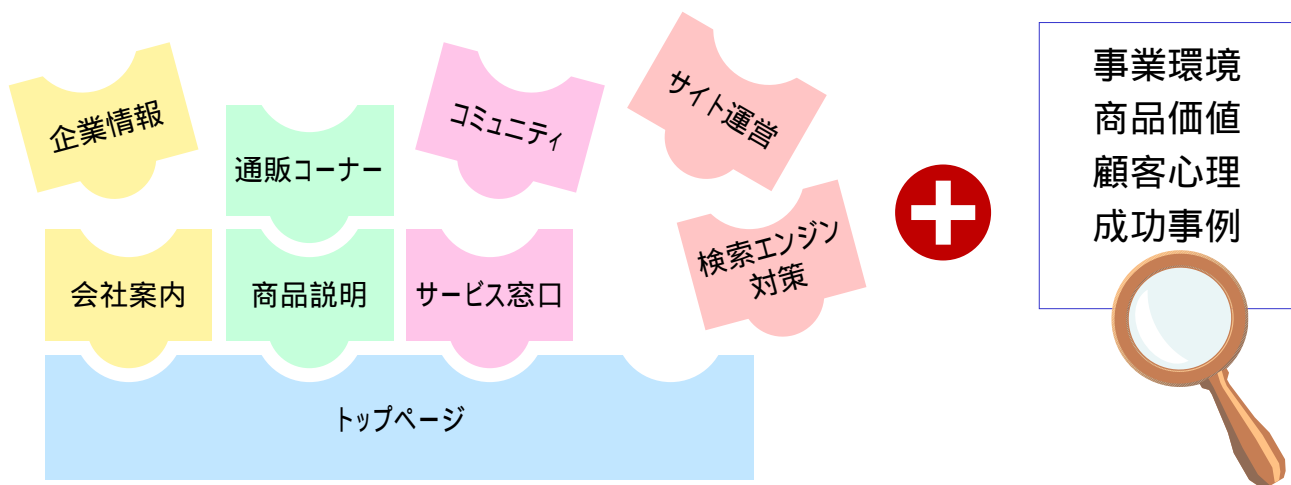 企業情報
通販コーナー
コミュニティ
サイト運営
会社案内
商品説明
サービス窓口
検索エンジン
対策
トップページ
事業環境
商品価値
顧客心理
成功事例